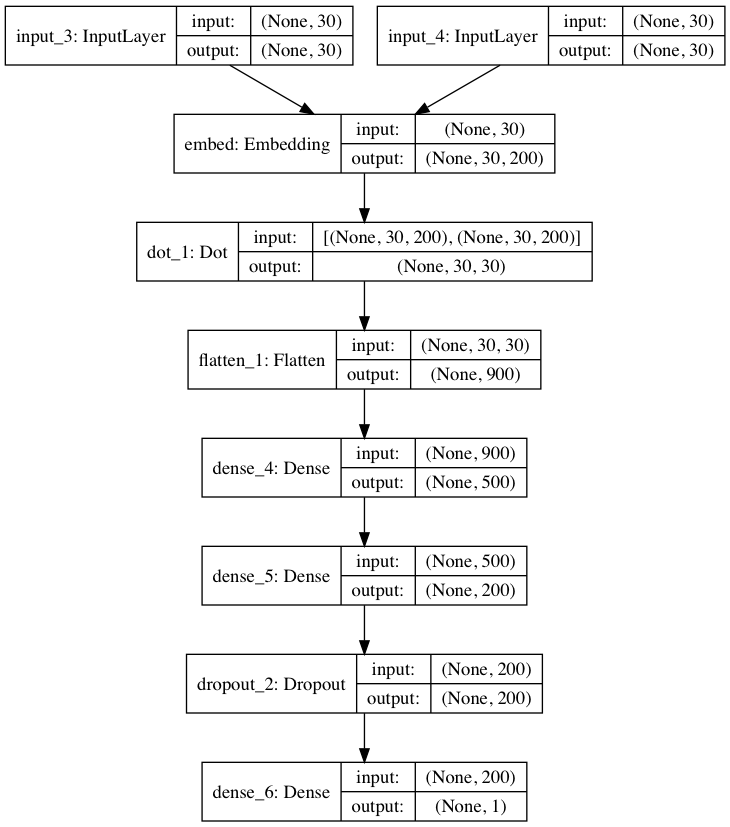 input_3: InputLayer input: (None, 30) output: (None, 30)
input_4: InputLayer input: (None, 30) output: (None, 30)
embed: Embedding input: (None, 30) output: (None, 30, 200)
dot_1: Dot input: [(None, 30, 200), (None, 30, 200)] output: (None, 30, 30)
flatten_1: Flatten input: (None, 30, 30) output: (None, 900)
dense_4: Dense input: (None, 900) output: (None, 500)
dense_5: Dense input: (None, 500) output: (None, 200)
dropout_2: Dropout input: (None, 200) output: (None, 200)
dense_6: Dense input: (None, 200) output: (None, 1)